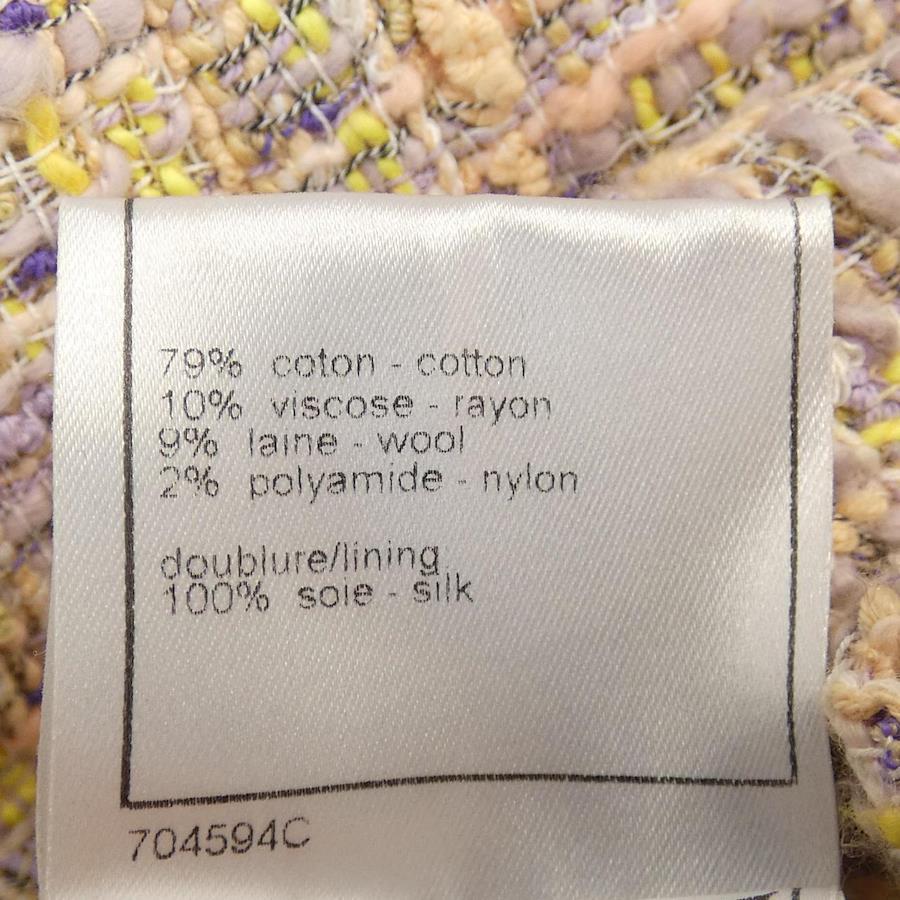 79% coton - cotton
10% viscose - rayon
9% laine - wool
2% polyamide - nylon
doublure/lining
100% soie - silk
704594C